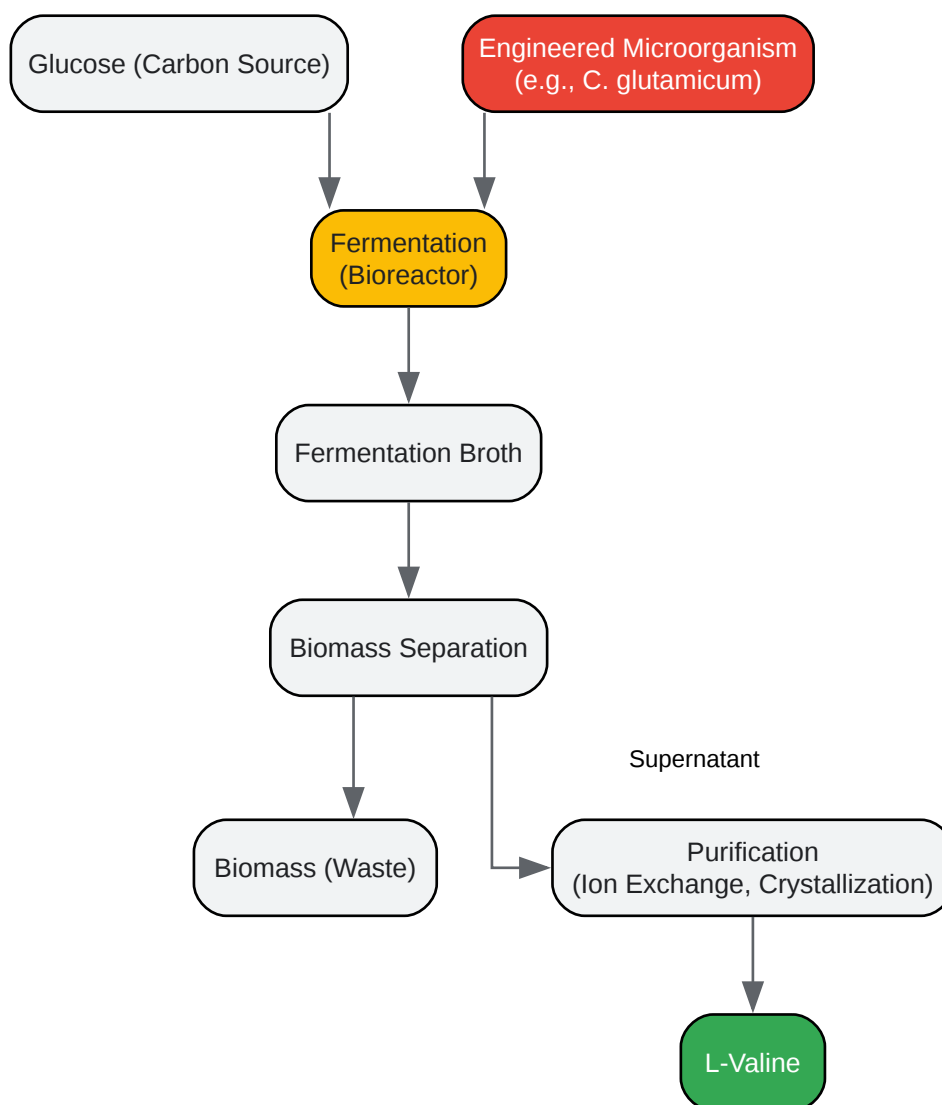 Glucose (Carbon Source)
Engineered Microorganism
(e.g., C. glutamicum)
Fermentation
(Bioreactor)
Fermentation Broth
Biomass Separation
Supernatant
Biomass (Waste)
Purification
(Ion Exchange, Crystallization)
L-Valine